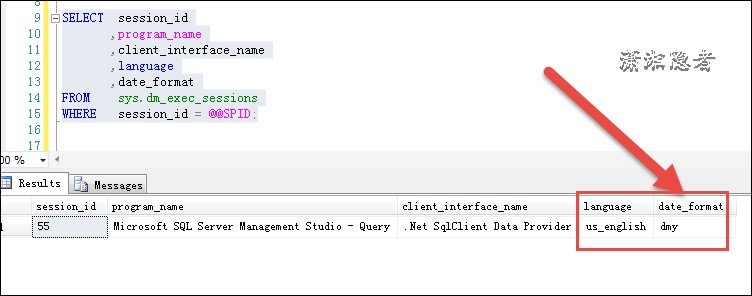 8
9 SELECT session_id
10 ,program_name
11 ,client_interface_name
12 ,language
13 ,date_format
14 FROM sys.dm_exec_sessions
15 WHERE session_id = @@SPID;
16
17
潇湘隐者
00 %
Results Messages
session_id program_name client_interface_name language date_format
1 55 Microsoft SQL Server Management Studio - Query .Net SqlClient Data Provider us_english dmy